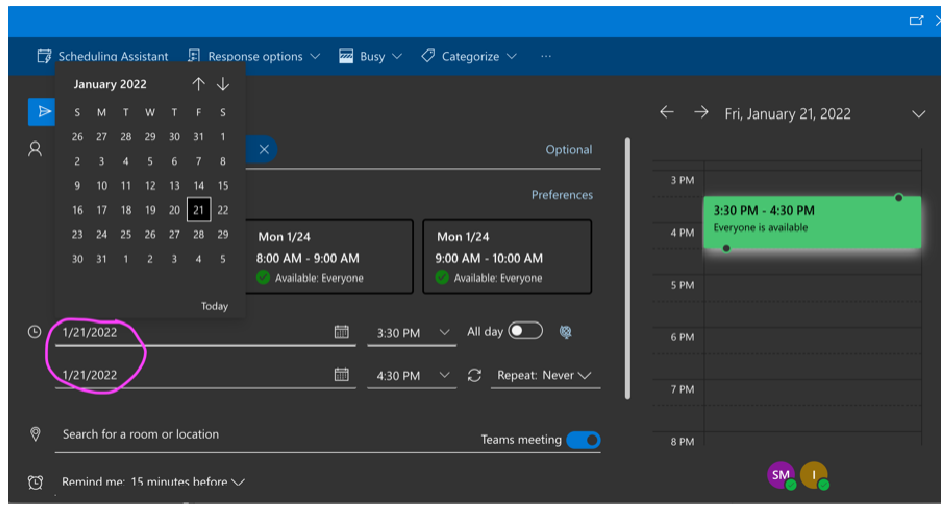 Scheduling Assistant Response options Busy Categorize ...
January 2022
S M T W T F S
26 27 28 29 30 31 1
2 3 4 5 6 7 8
9 10 11 12 13 14 15
16 17 18 19 20 21 22
23 24 25 26 27 28 29
30 31 1 2 3 4 5
Today
Optional
Preferences
Mon 1/24
8:00 AM - 9:00 AM
Available: Everyone
Mon 1/24
9:00 AM - 10:00 AM
Available: Everyone
1/21/2022 3:30 PM All day
1/21/2022 4:30 PM Repeat: Never
Search for a room or location
Teams meeting
Remind me: 15 minutes before
Fri, January 21, 2022
3 PM
3:30 PM - 4:30 PM
Everyone is available
4 PM
5 PM
6 PM
7 PM
8 PM
SM I